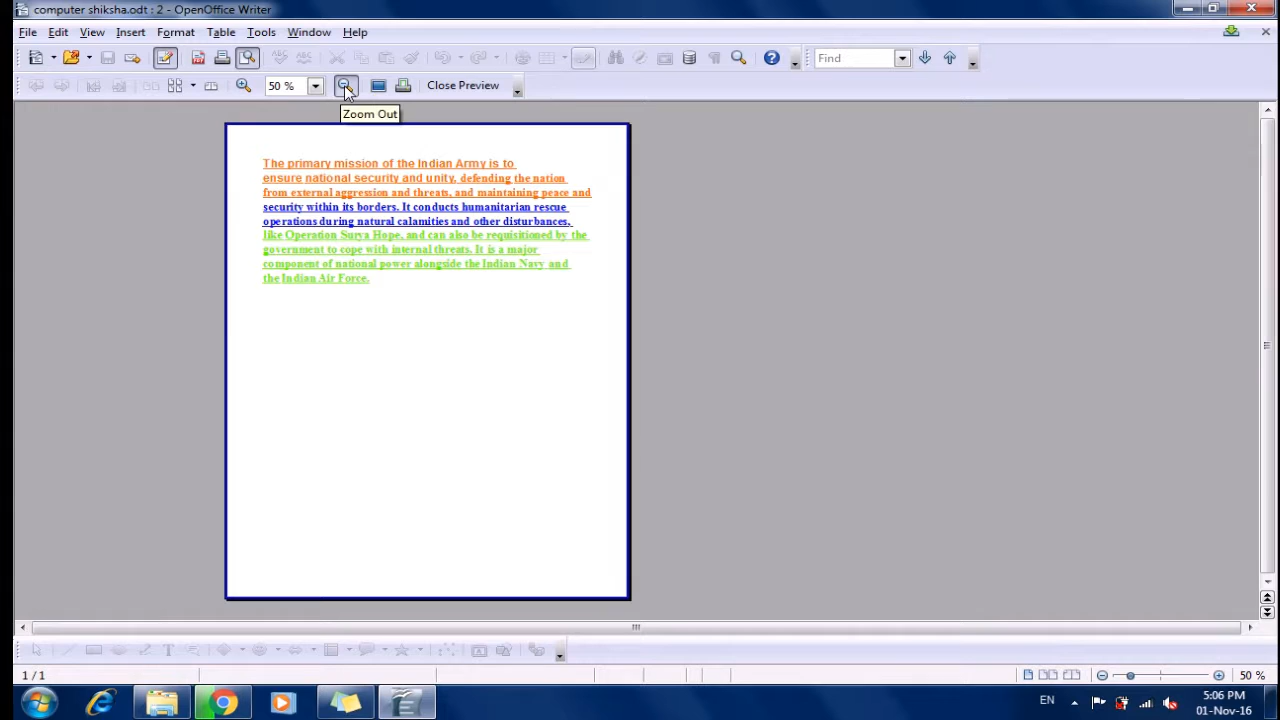 computer shiksha.odt : 2 - OpenOffice Writer
File Edit View Insert Format Table Tools Window Help
Find
50 % Close Preview
Zoom Out
The primary mission of the Indian Army is to
ensure national security and unity, defending the nation
from external aggression and threats, and maintaining peace and
security within its borders. It conducts humanitarian rescue
operations during natural calamities and other disturbances,
like Operation Surya Hope, and can also be requisitioned by the
government to cope with internal threats. It is a major
component of national power alongside the Indian Navy and
the Indian Air Force.
1 / 1 50 %
EN 5:06 PM
01-Nov-16